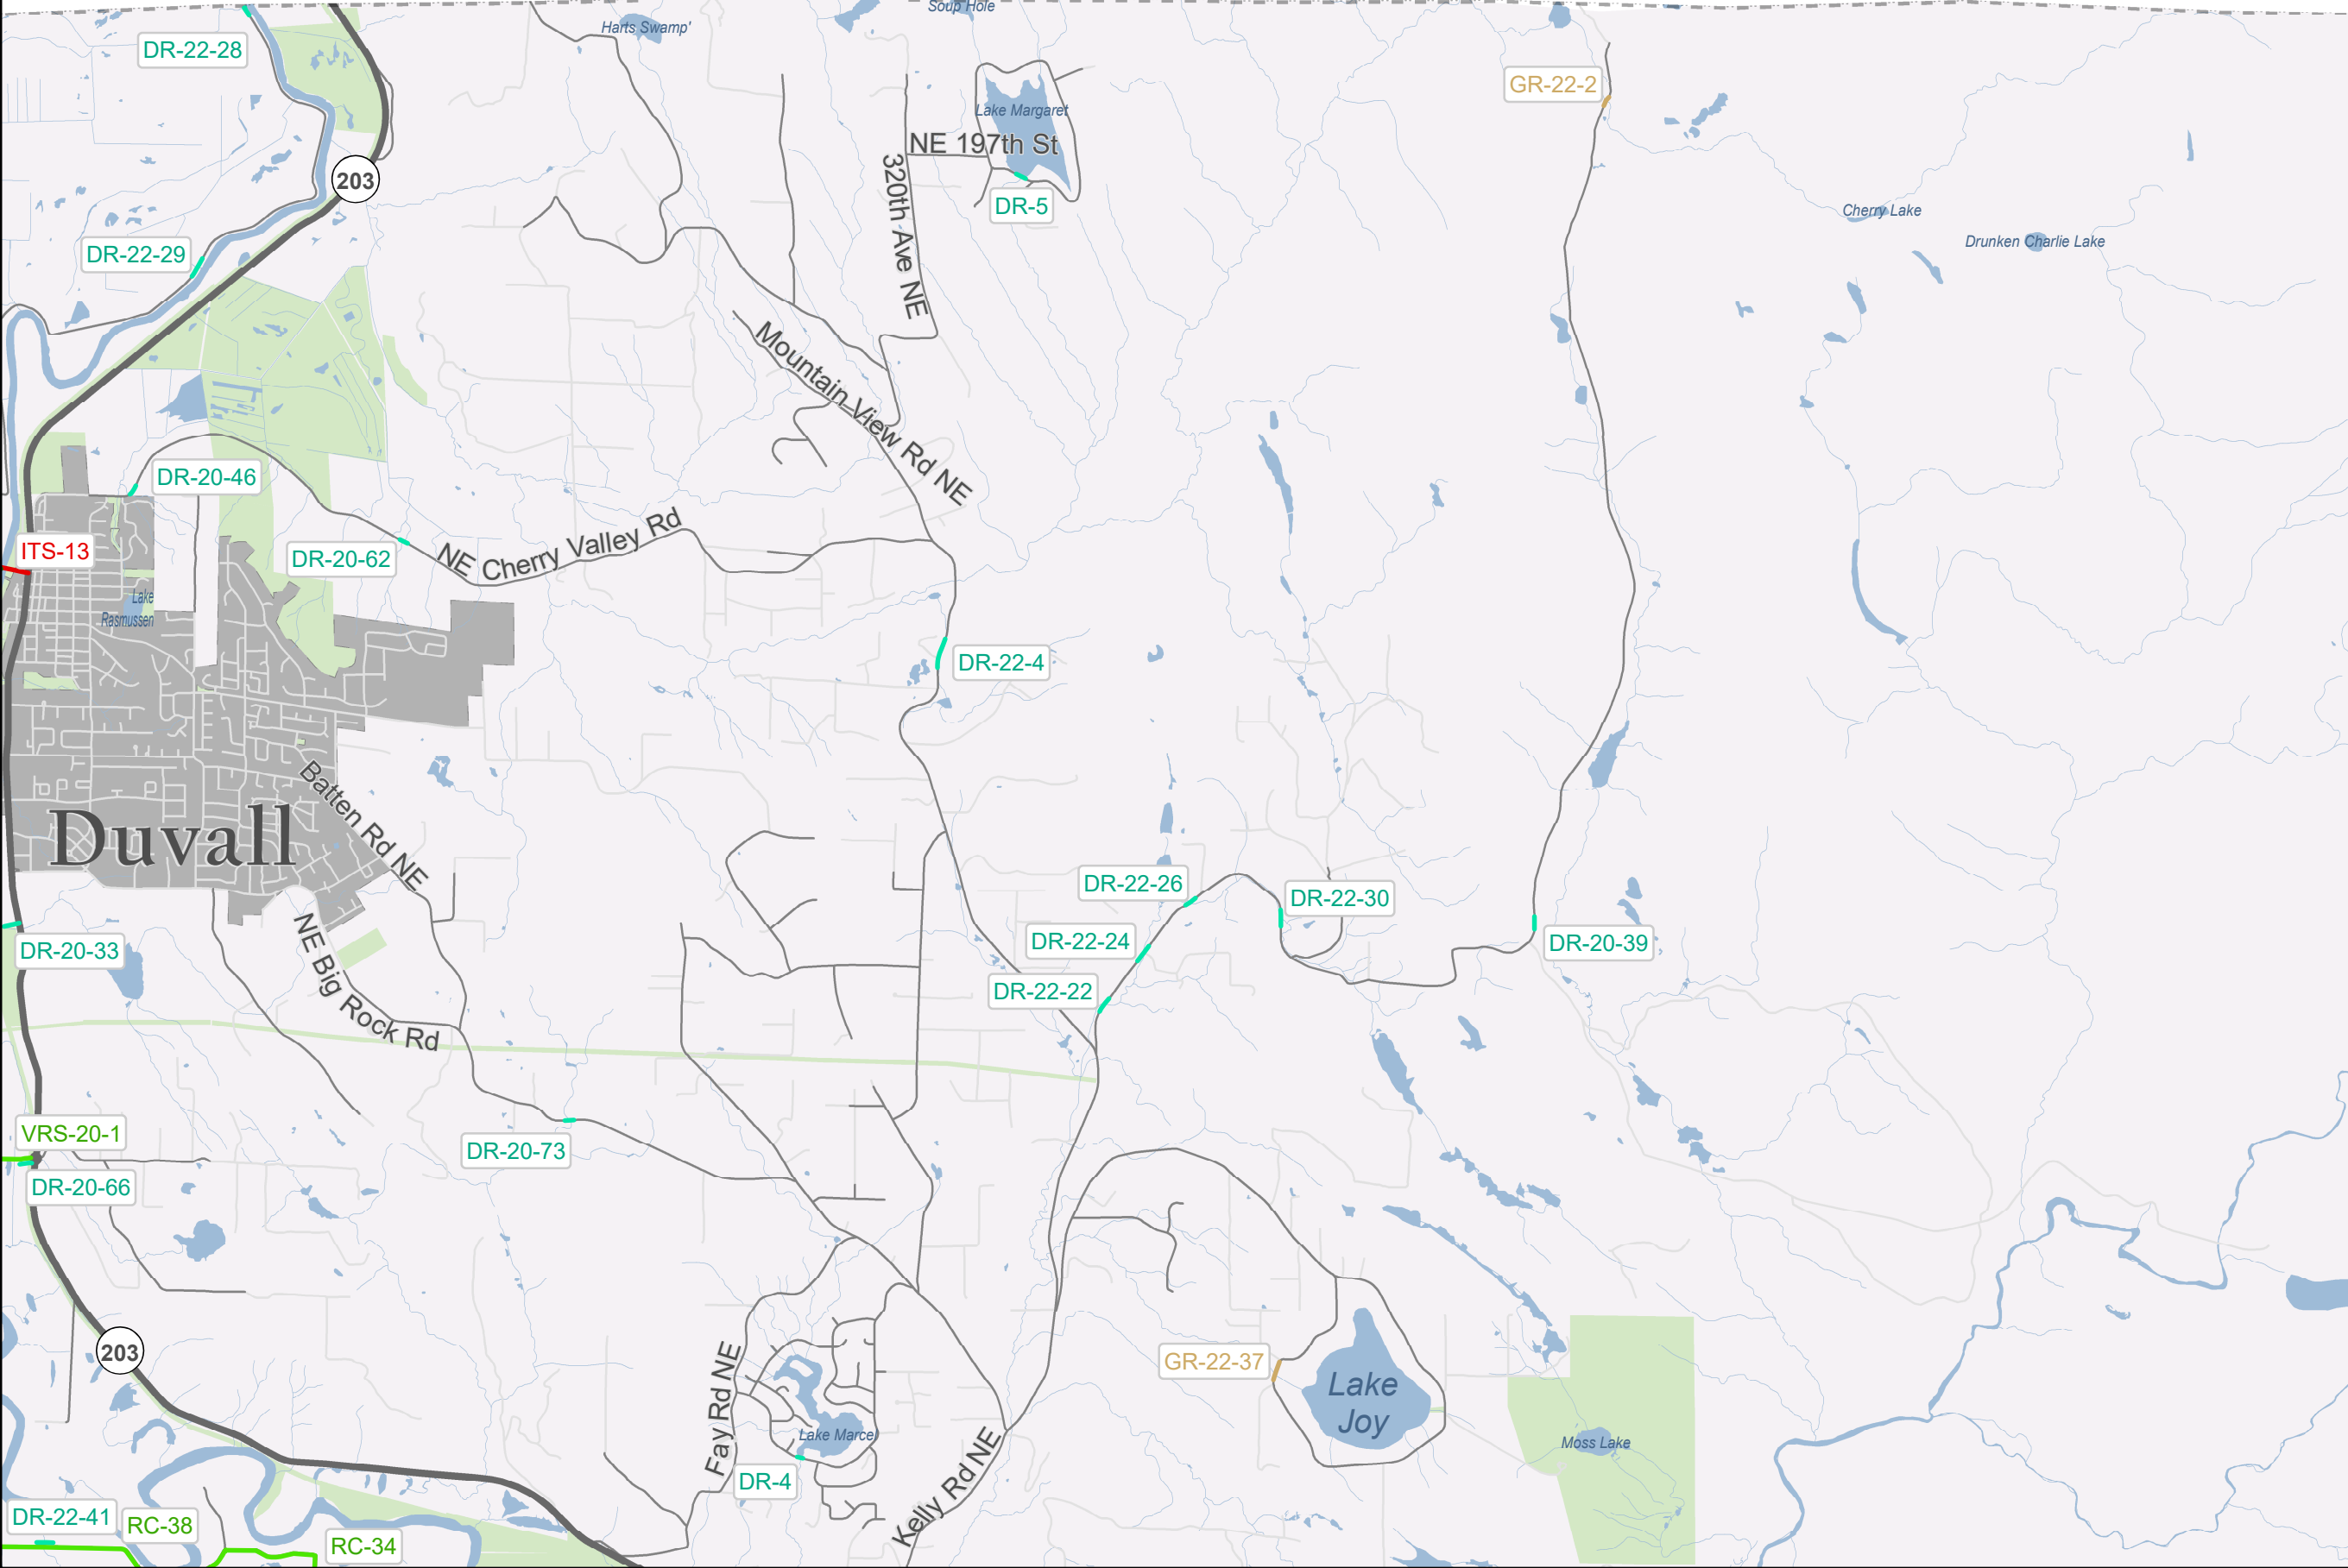 Soup Hole
Harts Swamp'
DR-22-28
GR-22-2
Lake Margaret
NE 197th St
203
320th Ave NE
DR-5
Cherry Lake
Drunken Charlie Lake
DR-22-29
Mountain View Rd NE
DR-20-46
ITS-13
DR-20-62
NE Cherry Valley Rd
Lake
Rasmussen
DR-22-4
Batten Rd NE
Duvall
DR-22-26
DR-22-30
DR-20-33
NE Big Rock Rd
DR-22-24
DR-20-39
DR-22-22
VRS-20-1
DR-20-73
DR-20-66
203
Fay Rd NE
GR-22-37
Lake
Joy
Lake Marcel
Moss Lake
DR-4
Kelly Rd NE
DR-22-41
RC-38
RC-34